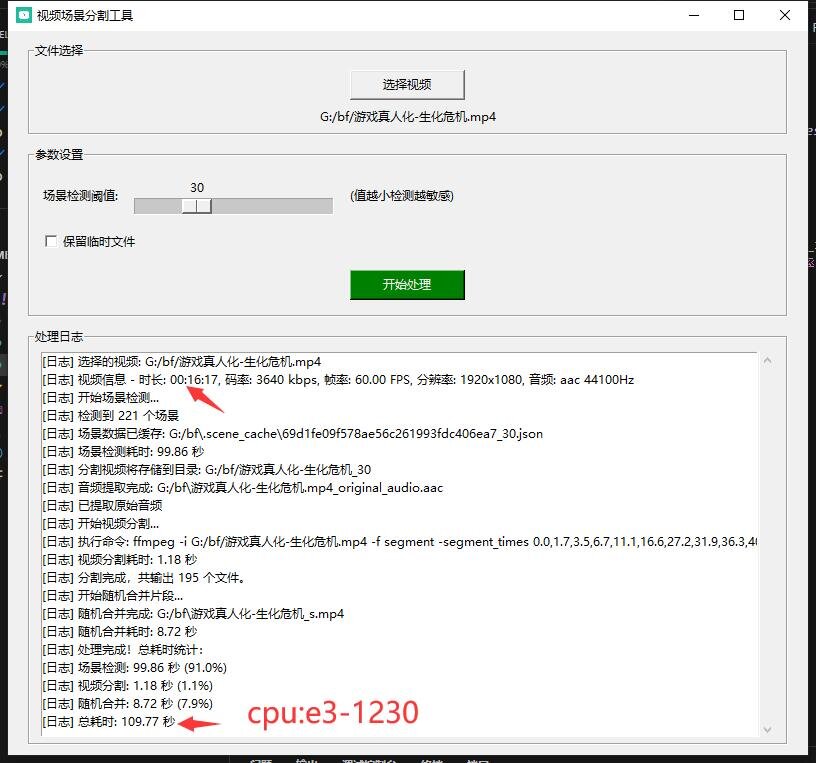 视频场景分割工具
文件选择
选择视频
G:/bf/游戏真人化-生化危机.mp4
参数设置
30
场景检测阈值:
(值越小检测越敏感)
保留临时文件
开始处理
处理日志
[日志] 选择的视频: G:/bf/游戏真人化-生化危机.mp4
[日志] 视频信息 - 时长: 00:16:17, 码率: 3640 kbps, 帧率: 60.00 FPS, 分辨率: 1920x1080, 音频: aac 44100Hz
[日志] 开始场景检测...
[日志] 检测到 221 个场景
[日志] 场景数据已缓存: G:/bf\.scene_cache\69d1fe09f578ae56c261993fdc406ea7_30.json
[日志] 场景检测耗时: 99.86 秒
[日志] 分割视频将存储到目录: G:/bf/游戏真人化-生化危机_30
[日志] 音频提取完成: G:/bf\游戏真人化-生化危机.mp4_original_audio.aac
[日志] 已提取原始音频
[日志] 开始视频分割...
[日志] 执行命令: ffmpeg -i G:/bf/游戏真人化-生化危机.mp4 -f segment -segment_times 0.0,1.7,3.5,6.7,11.1,16.6,27.2,31.9,36.3,4
[日志] 视频分割耗时: 1.18 秒
[日志] 分割完成，共输出 195 个文件。
[日志] 开始随机合并片段...
[日志] 随机合并完成: G:/bf\游戏真人化-生化危机_s.mp4
[日志] 随机合并耗时: 8.72 秒
[日志] 处理完成！总耗时统计：
[日志] 场景检测: 99.86 秒 (91.0%)
[日志] 视频分割: 1.18 秒 (1.1%)
[日志] 随机合并: 8.72 秒 (7.9%)
[日志] 总耗时: 109.77 秒
cpu:e3-1230